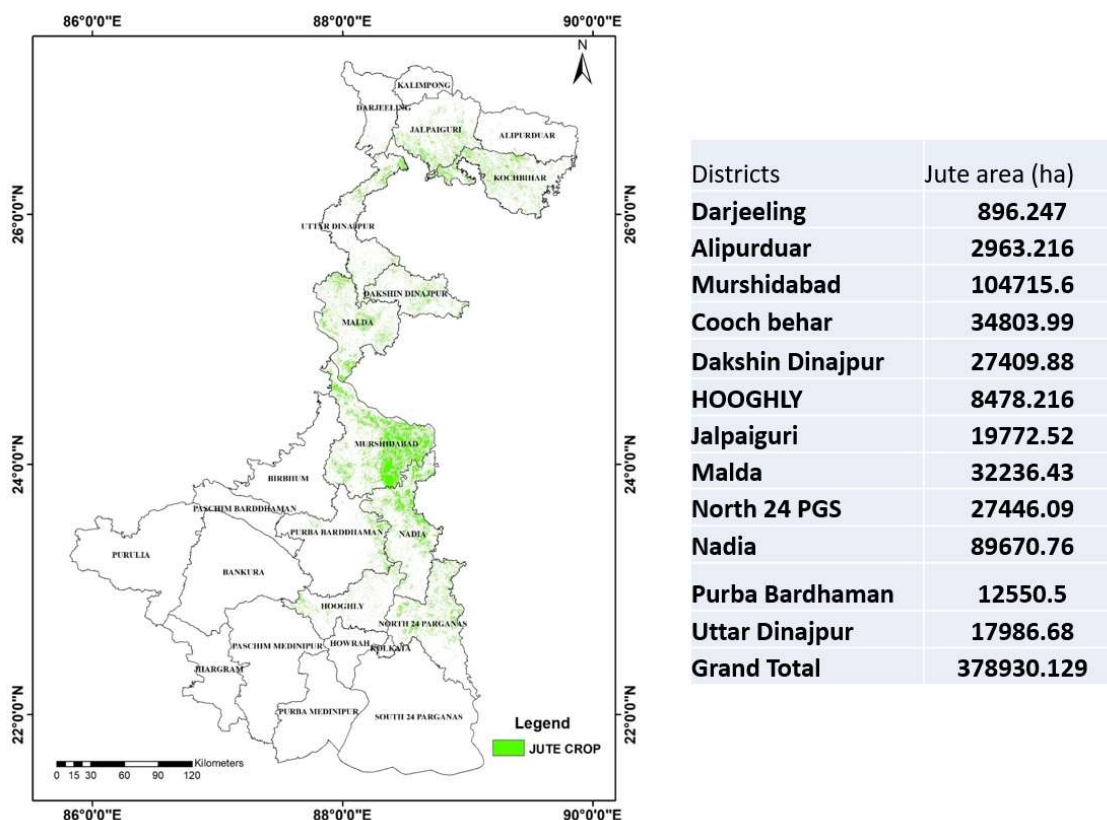 86°0'0"E 88°0'0"E 90°0'0"E
N
KALIMPONG
DARJEELING
JALPAIGURI
ALIPURDUAR
KOCHBIHAR
26°0'0"N 26°0'0"N
UTTAR DINAJPUR
DAKSHIN DINAJPUR
MALDA
MURSHIDABAD
24°0'0"N 24°0'0"N
BIRBHUM
PASCHIM BARDDHAMAN
PURBA BARDDHAMAN
NADIA
PURULIA
BANKURA
HOOGHLY
NORTH 24 PARGANAS
PASCHIM MEDINIPUR
HOWRAH
KOLKATA
JHARGRAM
PURBA MEDINIPUR
SOUTH 24 PARGANAS
22°0'0"N 22°0'0"N
Legend
JUTE CROP
Kilometers
0 15 30 60 90 120
86°0'0"E 88°0'0"E 90°0'0"E
Districts Jute area (ha)
Darjeeling 896.247
Alipurduar 2963.216
Murshidabad 104715.6
Cooch behar 34803.99
Dakshin Dinajpur 27409.88
HOOGHLY 8478.216
Jalpaiguri 19772.52
Malda 32236.43
North 24 PGS 27446.09
Nadia 89670.76
Purba Bardhaman 12550.5
Uttar Dinajpur 17986.68
Grand Total 378930.129